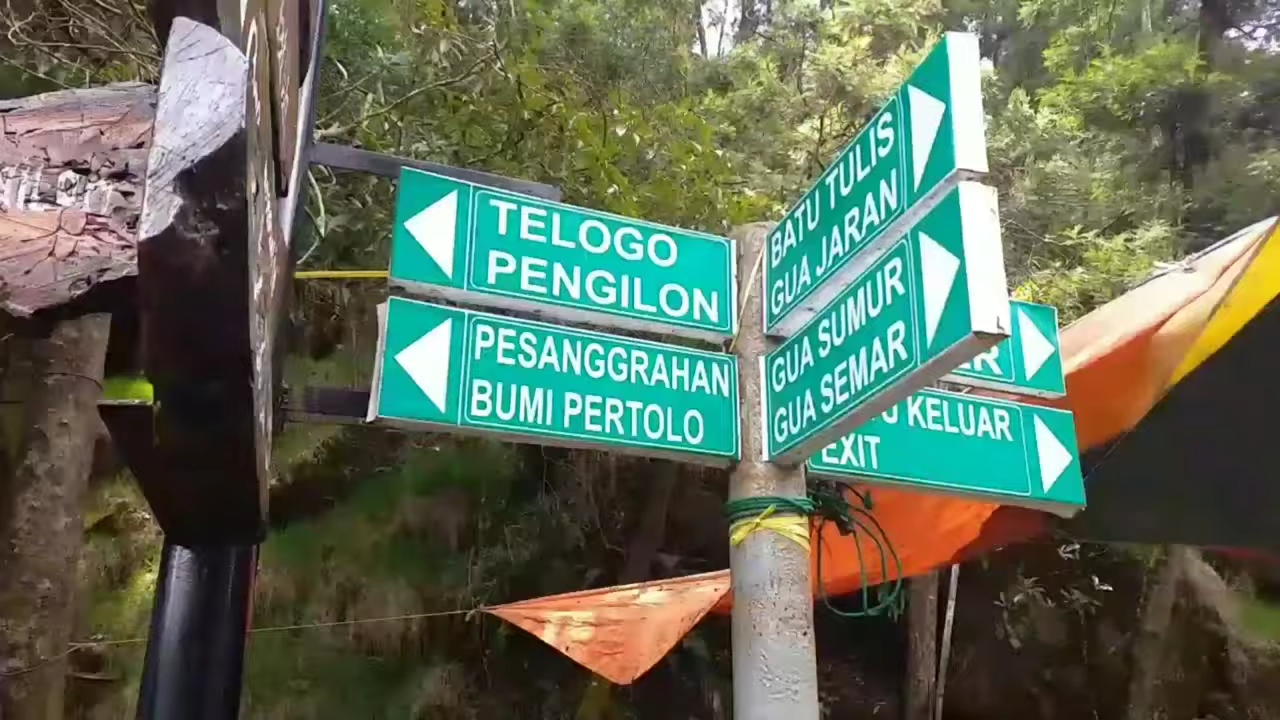 TELOGO
PENGILON
PESANGGRAHAN
BUMI PERTOLO
BATU TULIS
GUA JARAN
GUA SUMUR
GUA SEMAR
KELUAR
EXIT